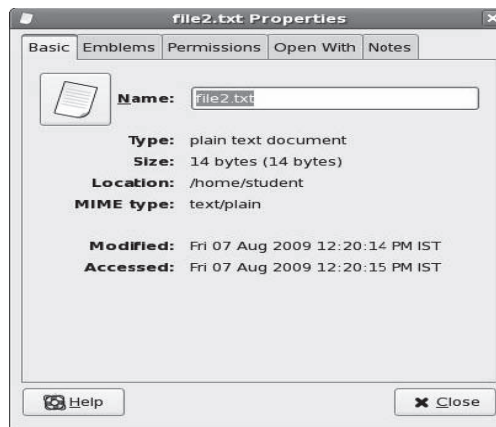 file2.txt Properties
Basic Emblems Permissions Open With Notes
Name: file2.txt
Type: plain text document
Size: 14 bytes (14 bytes)
Location: /home/student
MIME type: text/plain
Modified: Fri 07 Aug 2009 12:20:14 PM IST
Accessed: Fri 07 Aug 2009 12:20:15 PM IST
Help Close